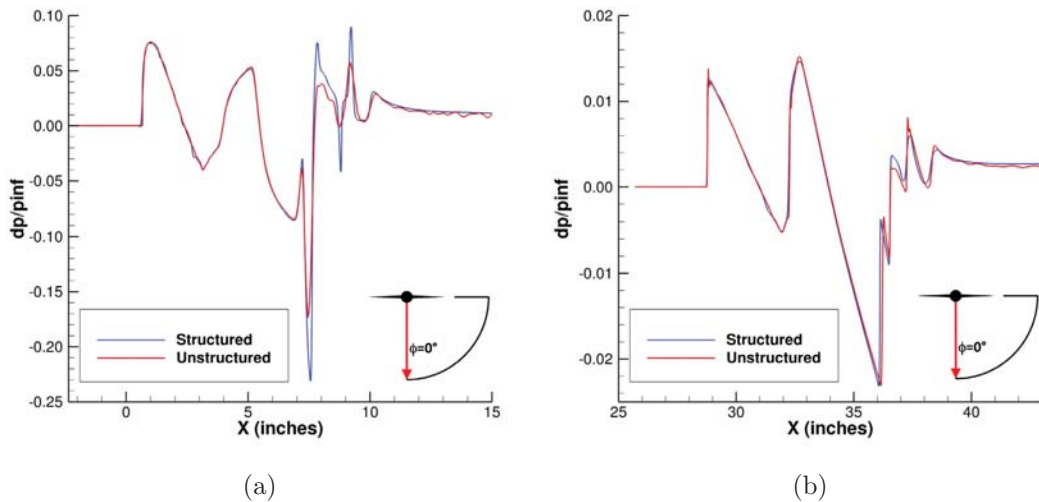 0.10
0.05
0.00
-0.05
-0.10
-0.15
-0.20
-0.25
dp/pinf
0
5
10
15
X (inches)
Structured
Unstructured
ϕ=0°
(a)
0.02
0.01
0.00
-0.01
-0.02
dp/pinf
25
30
35
40
X (inches)
Structured
Unstructured
ϕ=0°
(b)